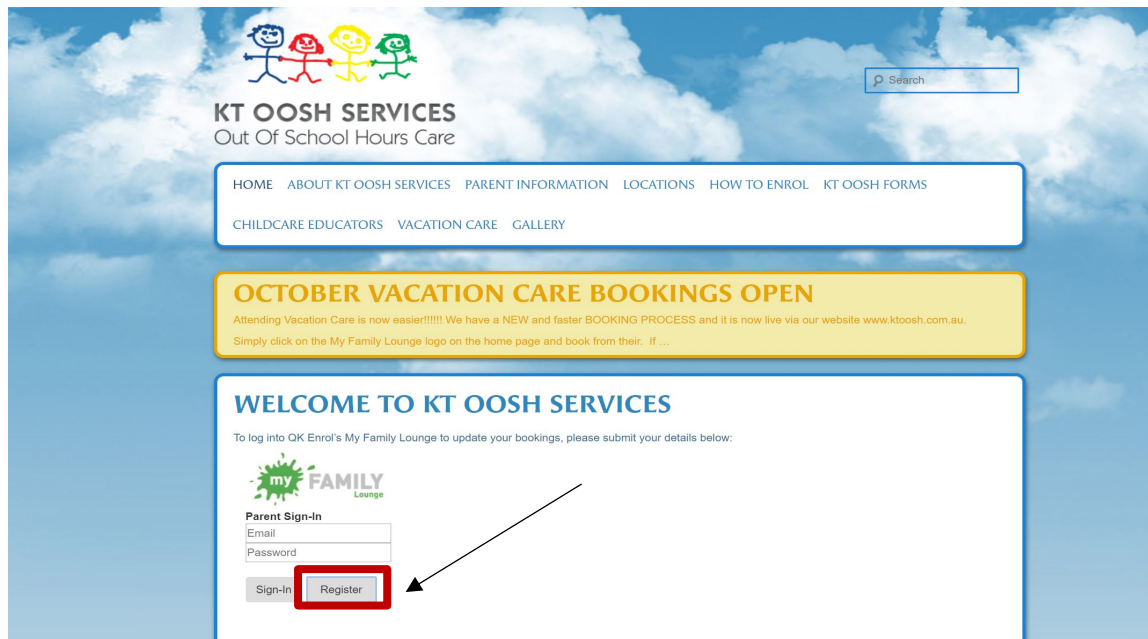 KT OOSH SERVICES
Out Of School Hours Care
Search
HOME ABOUT KT OOSH SERVICES PARENT INFORMATION LOCATIONS HOW TO ENROL KT OOSH FORMS
CHILDCARE EDUCATORS VACATION CARE GALLERY
OCTOBER VACATION CARE BOOKINGS OPEN
Attending Vacation Care is now easier!!!!!! We have a NEW and faster BOOKING PROCESS and it is now live via our website www.ktoosh.com.au.
Simply click on the My Family Lounge logo on the home page and book from their. If …
WELCOME TO KT OOSH SERVICES
To log into QK Enrol's My Family Lounge to update your bookings, please submit your details below:
my FAMILY
Lounge
Parent Sign-In
Email
Password
Sign-In Register